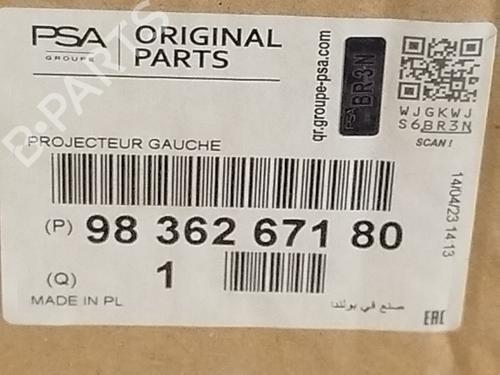 PSA
GROUPE
ORIGINAL
PARTS
qr.groupe-psa.com
PSA BR3N
WJGKWJ
S6BR3N
SCAN !
B-PARTS
PROJECTEUR GAUCHE
14/04/23 14:13
(P) 98 362 671 80
(Q) 1
MADE IN PL
صنع في بولندا
EAC